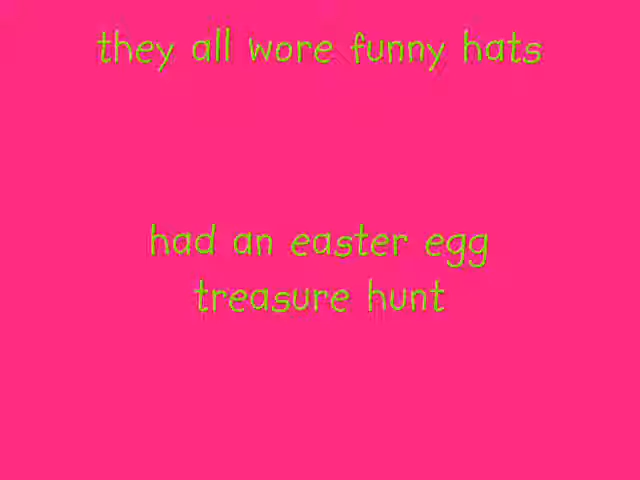 they all wore funny hats
had an easter egg
treasure hunt